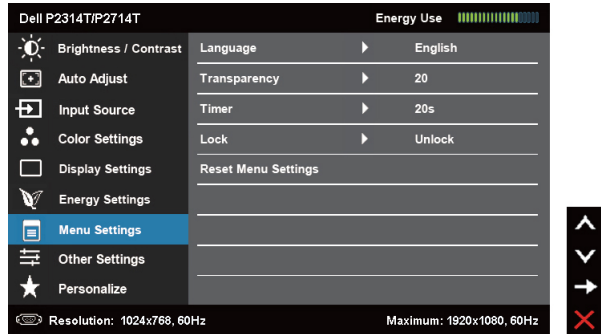 Dell P2314T/P2714T Energy Use
Brightness / Contrast Language English
Auto Adjust Transparency 20
Input Source Timer 20s
Color Settings Lock Unlock
Display Settings Reset Menu Settings
Energy Settings
Menu Settings
Other Settings
Personalize
Resolution: 1024x768, 60Hz Maximum: 1920x1080, 60Hz